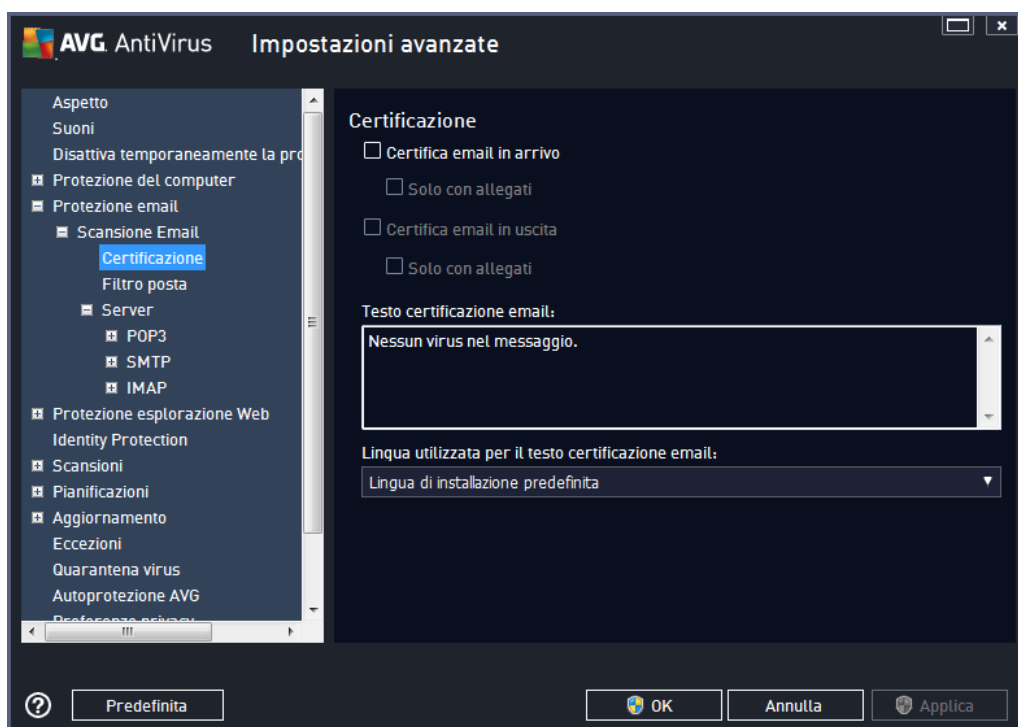 AVG. AntiVirus Impostazioni avanzate
Aspetto
Suoni
Disattiva temporaneamente la pro
Protezione del computer
Protezione email
Scansione Email
Certificazione
Filtro posta
Server
POP3
SMTP
IMAP
Protezione esplorazione Web
Identity Protection
Scansioni
Pianificazioni
Aggiornamento
Eccezioni
Quarantena virus
Autoprotezione AVG
Preferenze privacy
Certificazione
Certifica email in arrivo
Solo con allegati
Certifica email in uscita
Solo con allegati
Testo certificazione email:
Nessun virus nel messaggio.
Lingua utilizzata per il testo certificazione email:
Lingua di installazione predefinita
Predefinita
OK
Annulla
Applica